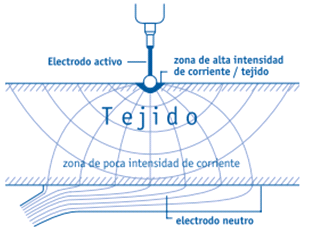 Electrodo activo
zona de alta intensidad
de corriente / tejido
Tejido
zona de poca intensidad de corriente
electrodo neutro